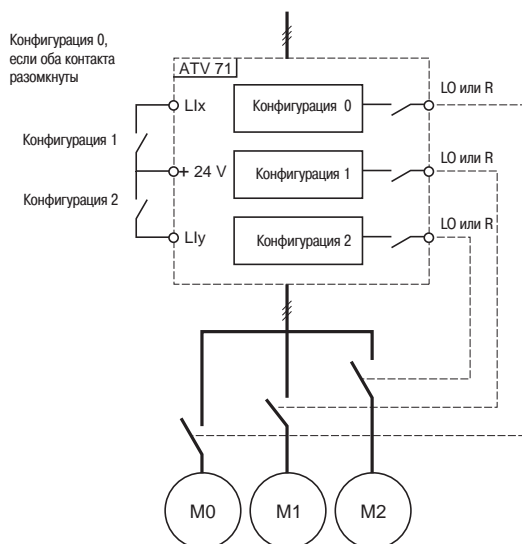 Конфигурация 0,
если оба контакта
разомкнуты
ATV 71
LIx
Конфигурация 0
LO или R
Конфигурация 1
+ 24 V
Конфигурация 1
LO или R
Конфигурация 2
LIy
Конфигурация 2
LO или R
M0
M1
M2